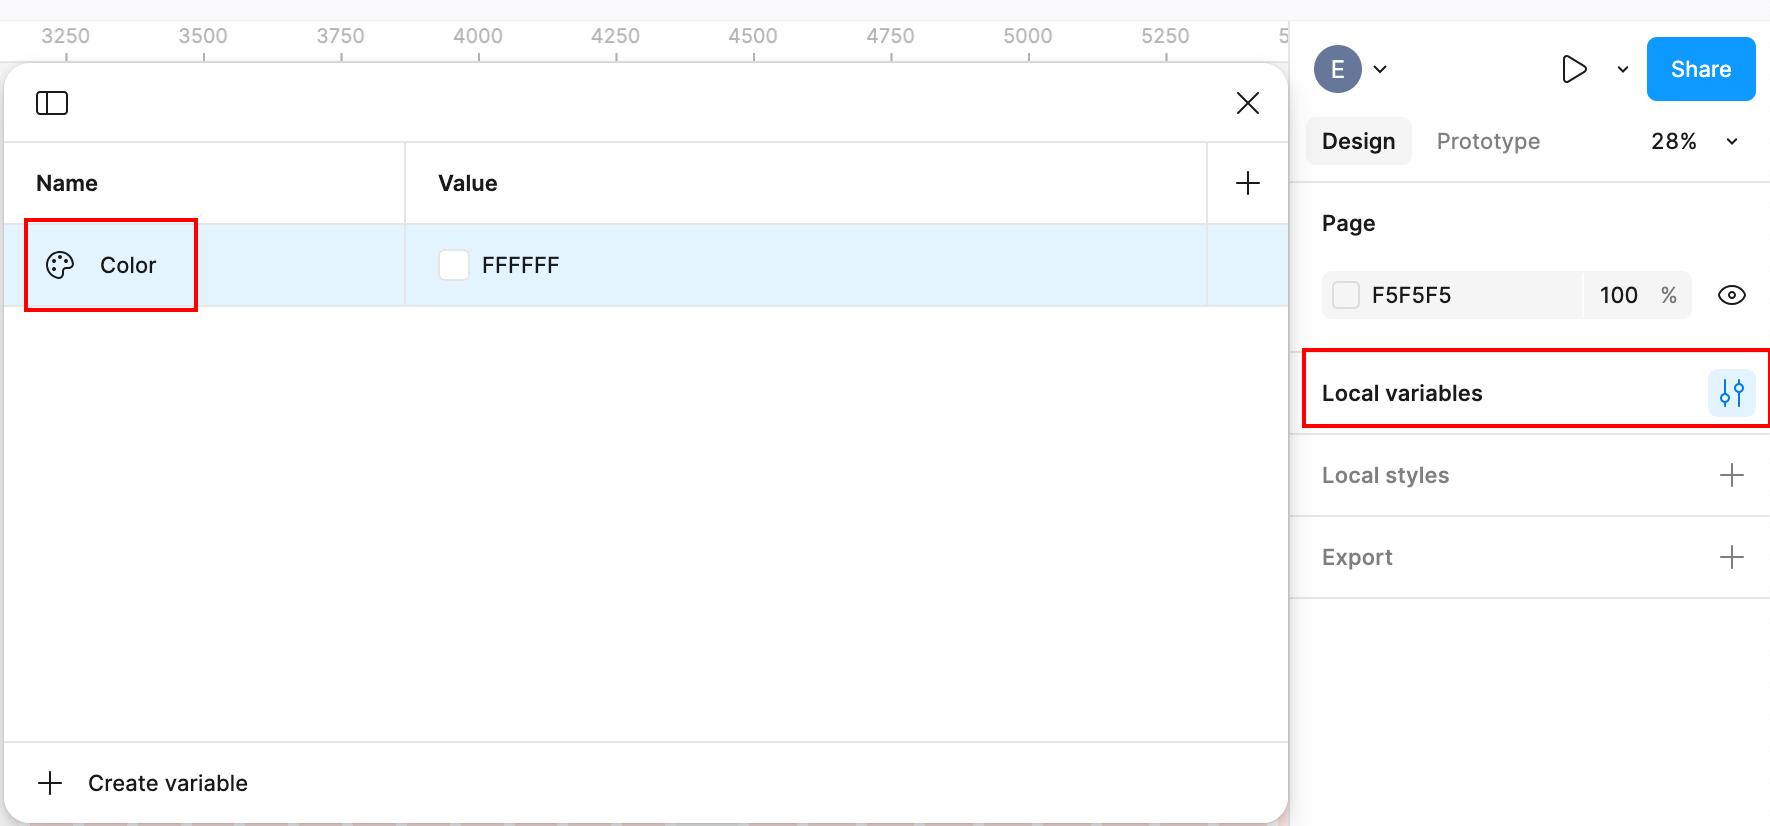 3250 3500 3750 4000 4250 4500 4750 5000 5250 5
E Share
Design Prototype 28%
Name Value
Page
Color FFFFFF
F5F5F5 100 %
Local variables
Local styles
Export
Create variable